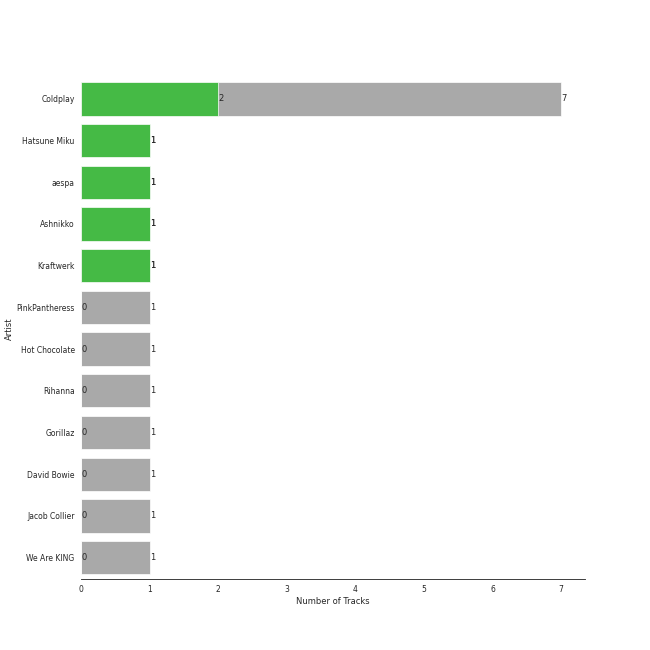 Coldplay 2 7
Hatsune Miku 1
aespa 1
Ashnikko 1
Kraftwerk 1
PinkPantheress 0 1
Hot Chocolate 0 1
Rihanna 0 1
Gorillaz 0 1
David Bowie 0 1
Jacob Collier 0 1
We Are KING 0 1
Artist
0 1 2 3 4 5 6 7
Number of Tracks